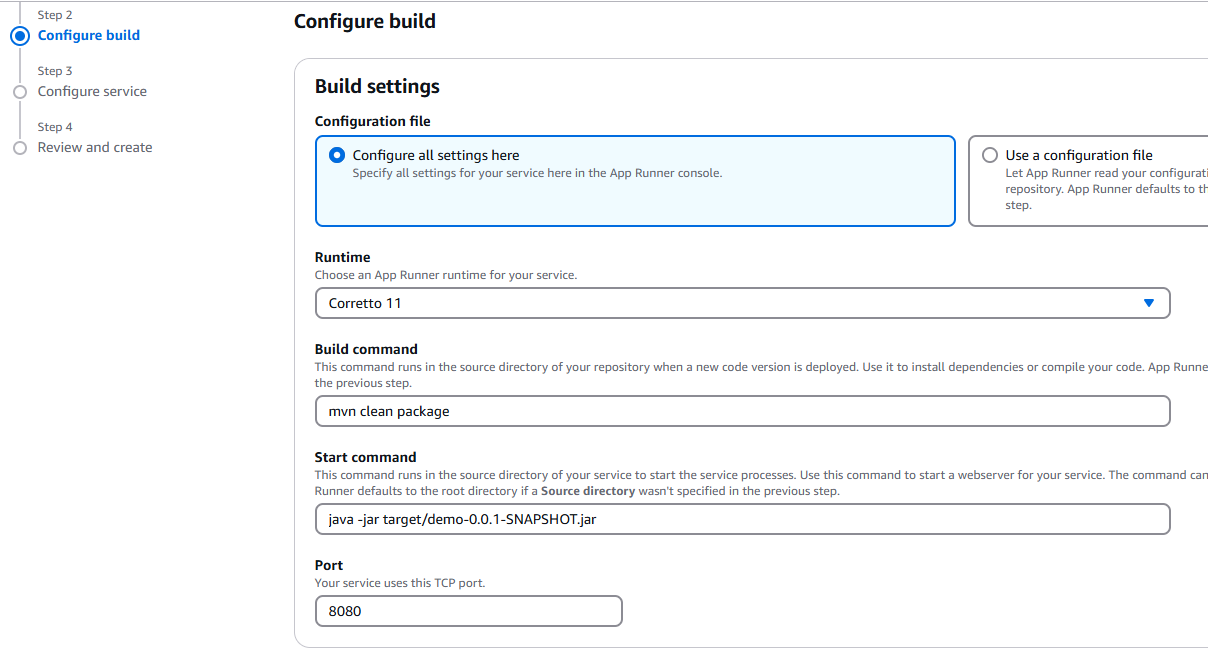 Step 2
Configure build
Step 3
Configure service
Step 4
Review and create
Configure build
Build settings
Configuration file
Configure all settings here
Specify all settings for your service here in the App Runner console.
Use a configuration file
Let App Runner read your configurati
repository. App Runner defaults to th
step.
Runtime
Choose an App Runner runtime for your service.
Corretto 11
Build command
This command runs in the source directory of your repository when a new code version is deployed. Use it to install dependencies or compile your code. App Runne
the previous step.
mvn clean package
Start command
This command runs in the source directory of your service to start the service processes. Use this command to start a webserver for your service. The command can
Runner defaults to the root directory if a Source directory wasn't specified in the previous step.
java -jar target/demo-0.0.1-SNAPSHOT.jar
Port
Your service uses this TCP port.
8080